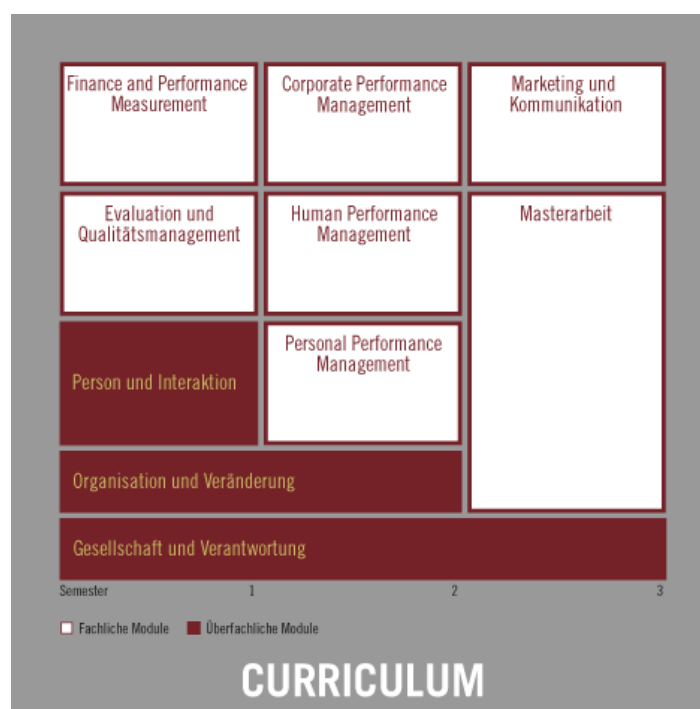 Finance and Performance
Measurement
Corporate Performance
Management
Marketing und
Kommunikation
Evaluation und
Qualitätsmanagement
Human Performance
Management
Masterarbeit
Person und Interaktion
Personal Performance
Management
Organisation und Veränderung
Gesellschaft und Verantwortung
Semester 1 2 3
Fachliche Module Überfachliche Module
CURRICULUM